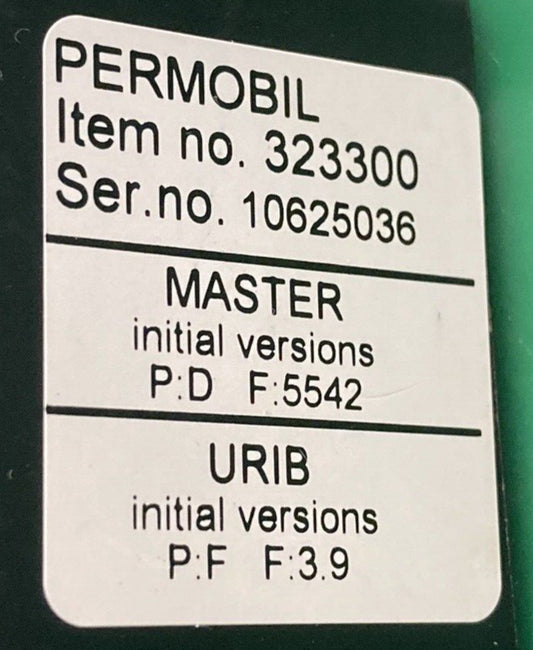 PERMOBIL
Item no. 323300
Ser.no. 10625036
MASTER
initial versions
P:D F:5542
URIB
initial versions
P:F F:3.9